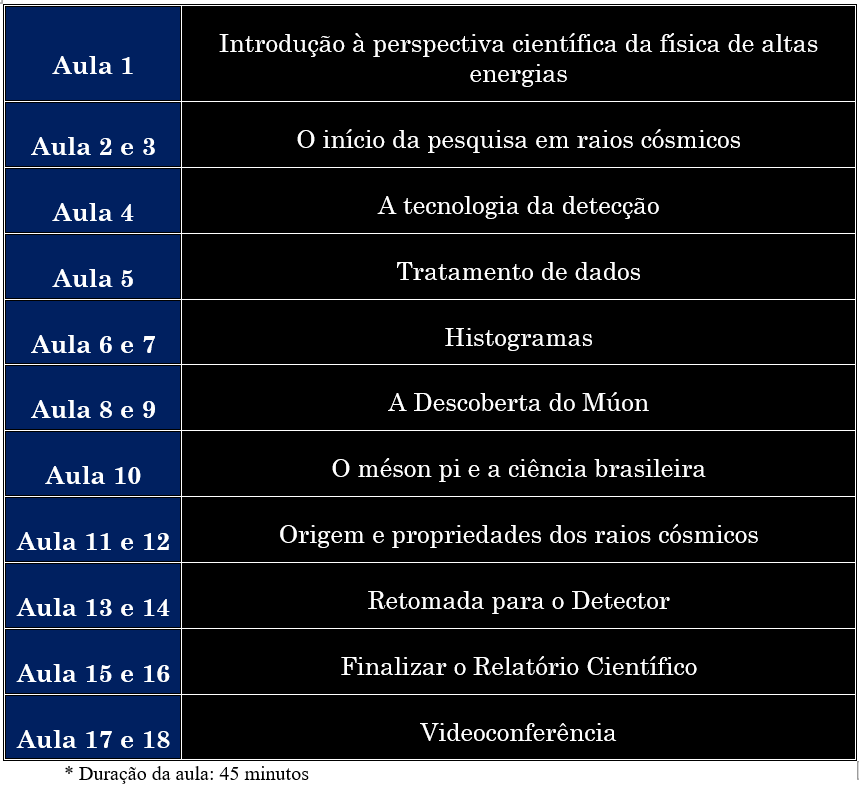 Aula 1
Introdução à perspectiva científica da física de altas
energias
Aula 2 e 3
O início da pesquisa em raios cósmicos
Aula 4
A tecnologia da detecção
Aula 5
Tratamento de dados
Aula 6 e 7
Histogramas
Aula 8 e 9
A Descoberta do Múon
Aula 10
O méson pi e a ciência brasileira
Aula 11 e 12
Origem e propriedades dos raios cósmicos
Aula 13 e 14
Retomada para o Detector
Aula 15 e 16
Finalizar o Relatório Científico
Aula 17 e 18
Videoconferência
* Duração da aula: 45 minutos